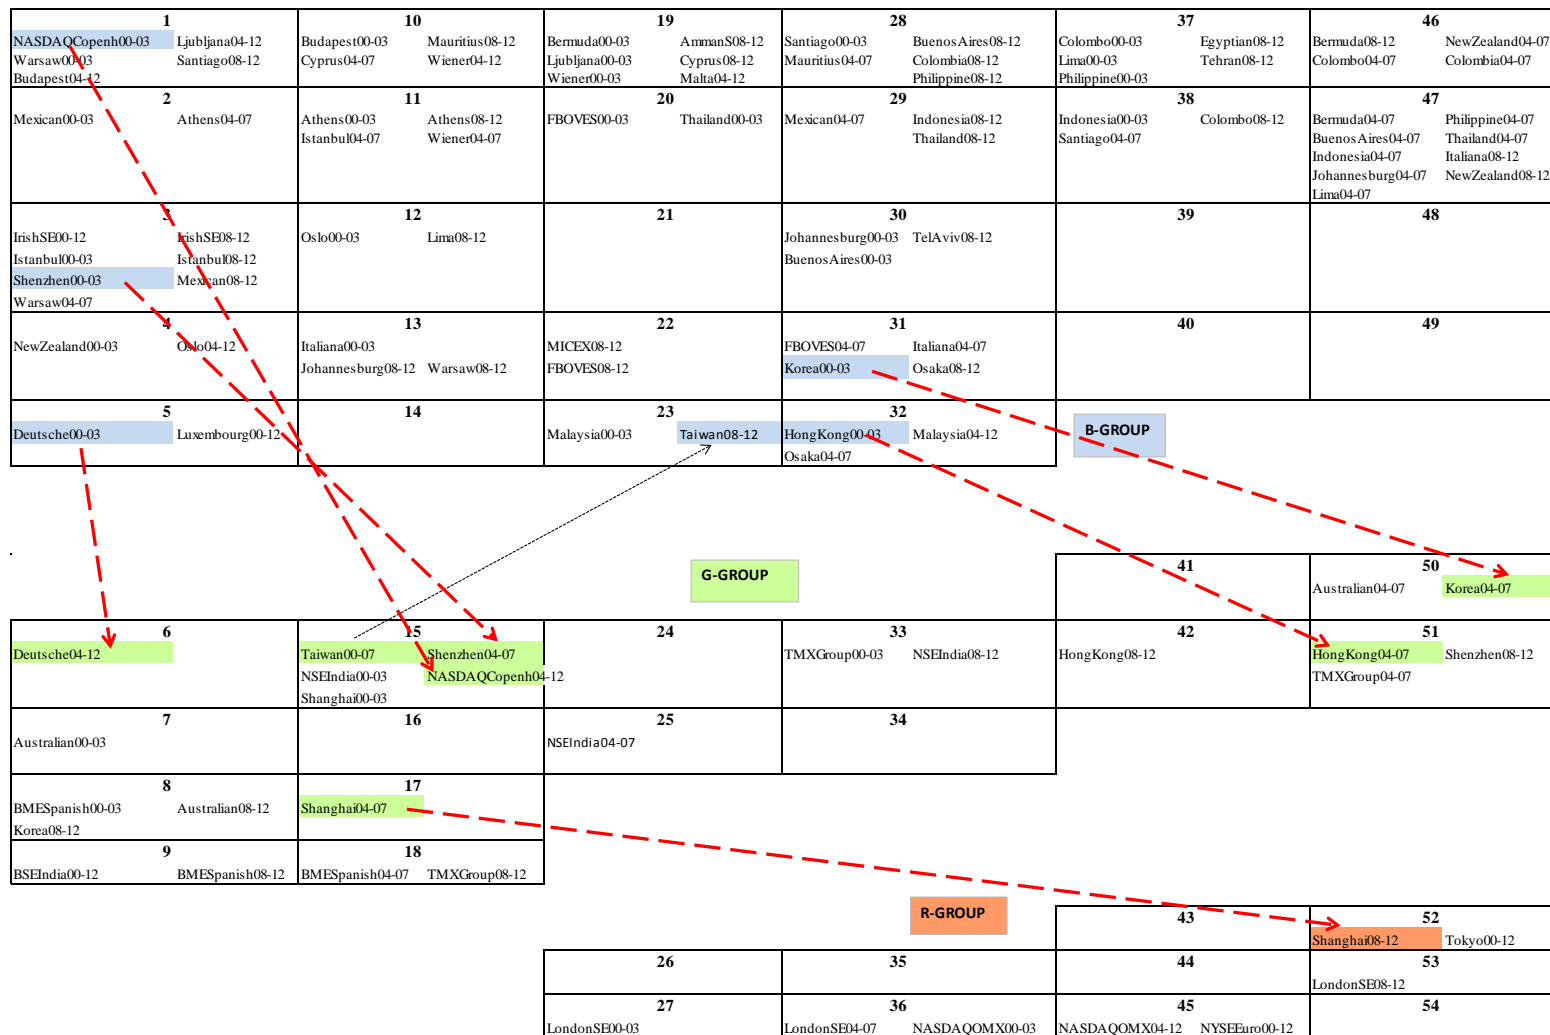 1 10 19 28 37 46
NASDAQCopenh00-03 Ljubljana04-12 Budapest00-03 Mauritius08-12 Bermuda00-03 AmmanS08-12 Santiago00-03 BuenosAires08-12 Colombo00-03 Egyptian08-12 Bermuda08-12 NewZealand04-07
Warsaw00-03 Santiago08-12 Cyprus04-07 Wiener04-12 Ljubljana00-03 Cyprus08-12 Mauritius04-07 Colombia08-12 Lima00-03 Tehran08-12 Colombo04-07 Colombia04-07
Budapest04-12 Wiener00-03 Malta04-12 Philippine08-12 Philippine00-03
2 11 20 29 38 47
Mexican00-03 Athens04-07 Athens00-03 Athens08-12 FBOVES00-03 Thailand00-03 Mexican04-07 Indonesia08-12 Indonesia00-03 Colombo08-12 Bermuda04-07 Philippine04-07
Istanbul04-07 Wiener04-07 Thailand08-12 Santiago04-07 BuenosAires04-07 Thailand04-07
Indonesia04-07 Italiana08-12
Johannesburg04-07 NewZealand08-12
Lima04-07
3 12 21 30 39 48
IrishSE00-12 IrishSE08-12 Oslo00-03 Lima08-12 Johannesburg00-03 TelAviv08-12
Istanbul00-03 Istanbul08-12 BuenosAires00-03
Shenzhen00-03 Mexican08-12
Warsaw04-07
4 13 22 31 40 49
NewZealand00-03 Oslo04-12 Italiana00-03 MICEX08-12 FBOVES04-07 Italiana04-07
Johannesburg08-12 Warsaw08-12 FBOVES08-12 Korea00-03 Osaka08-12
5 14 23 32
Deutsche00-03 Luxembourg00-12 Malaysia00-03 Taiwan08-12 HongKong00-03 Malaysia04-12 B-GROUP
Osaka04-07
41 50
G-GROUP Australian04-07 Korea04-07
6 15 24 33 42 51
Deutsche04-12 Taiwan00-07 Shenzhen04-07 TMXGroup00-03 NSEIndia08-12 HongKong08-12 HongKong04-07 Shenzhen08-12
NSEIndia00-03 NASDAQCopenh04-12 TMXGroup04-07
Shanghai00-03
7 16 25 34
Australian00-03 NSEIndia04-07
8 17
BMESpanish00-03 Australian08-12 Shanghai04-07
Korea08-12
9 18
BSEIndia00-12 BMESpanish08-12 BMESpanish04-07 TMXGroup08-12
R-GROUP 43 52
Shanghai08-12 Tokyo00-12
26 35 44 53
LondonSE08-12
27 36 45 54
LondonSE00-03 LondonSE04-07 NASDAQOMX00-03 NASDAQOMX04-12 NYSEEuro00-12